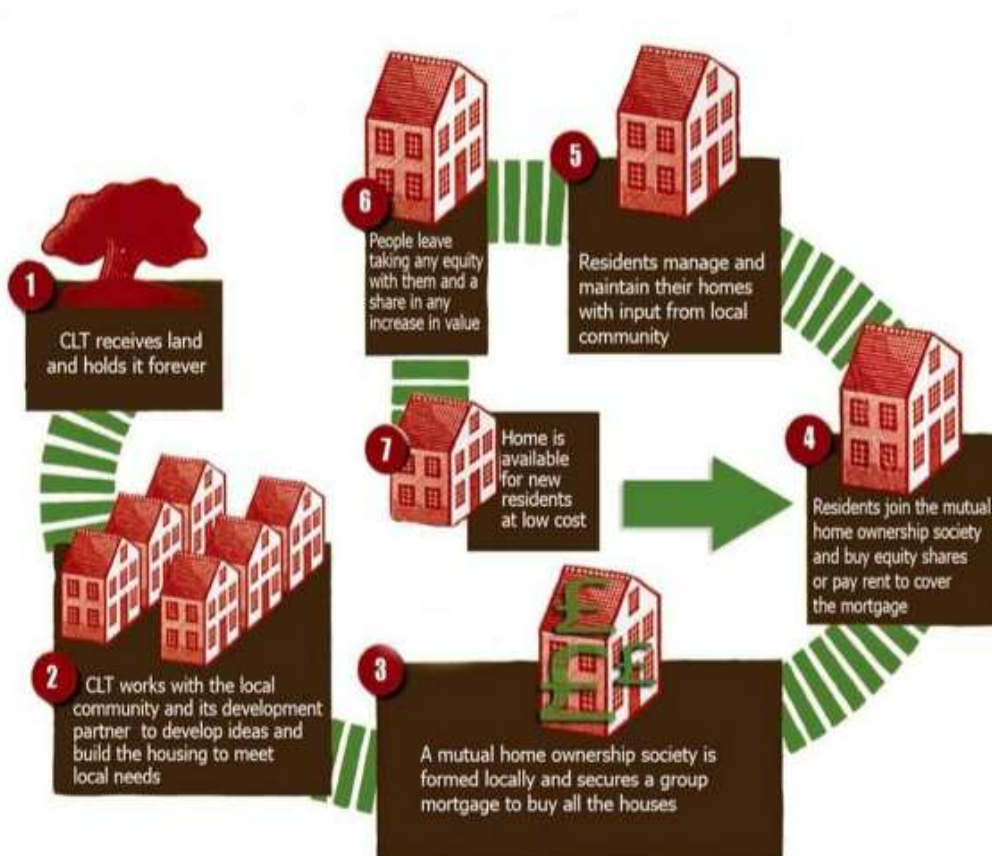 1
CLT receives land
and holds it forever
2
CLT works with the local
community and its development
partner to develop ideas and
build the housing to meet
local needs
3
£
£
£
A mutual home ownership society is
formed locally and secures a group
mortgage to buy all the houses
4
Residents join the mutual
home ownership society
and buy equity shares
or pay rent to cover
the mortgage
5
Residents manage and
maintain their homes
with input from local
community
6
People leave
taking any equity
with them and a
share in any
increase in value
7
Home is
available
for new
residents
at low cost